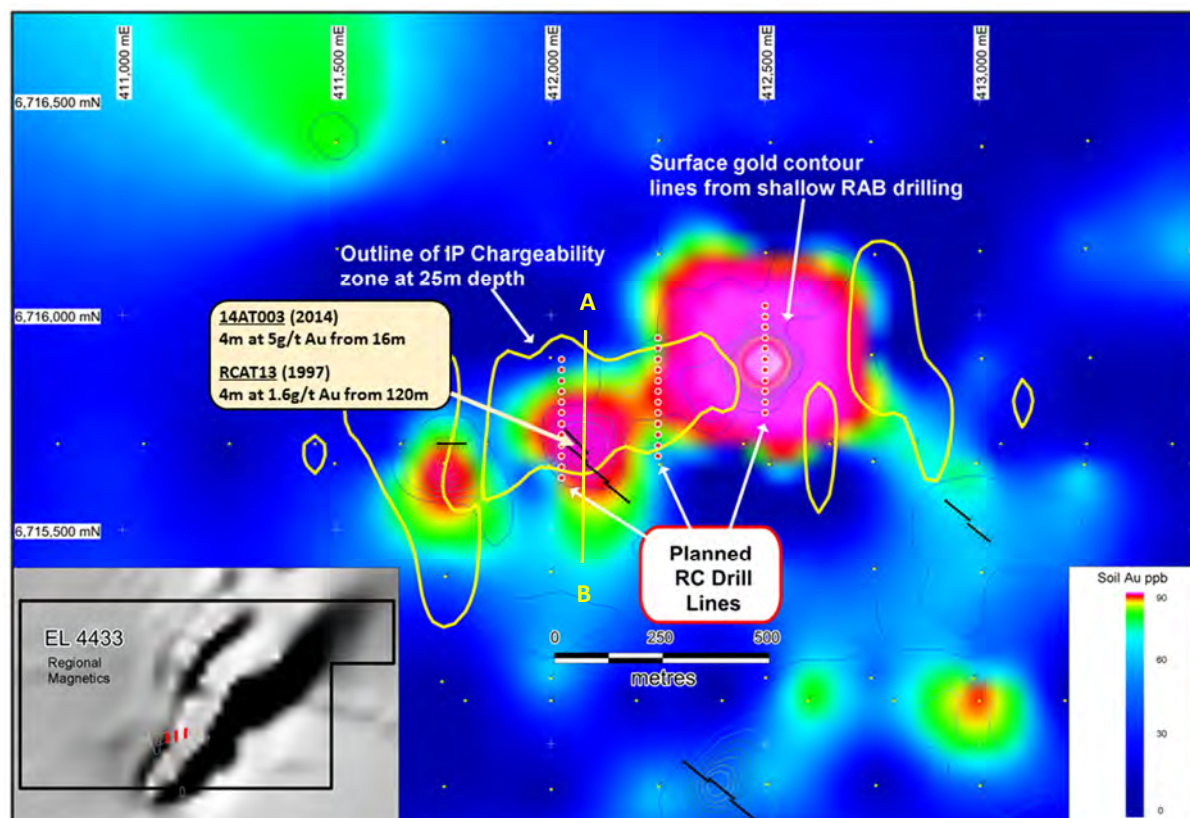 411,000 mE
411,500 mE
412,000 mE
412,500 mE
413,000 mE
6,716,500 mN
Surface gold contour
lines from shallow RAB drilling
Outline of IP Chargeability
zone at 25m depth
A
14AT003 (2014)
4m at 5g/t Au from 16m
RCAT13 (1997)
4m at 1.6g/t Au from 120m
6,716,000 mN
6,715,500 mN
B
Planned
RC Drill
Lines
0 250 500
metres
EL 4433
Regional
Magnetics
Soil Au ppb
90
60
30
0